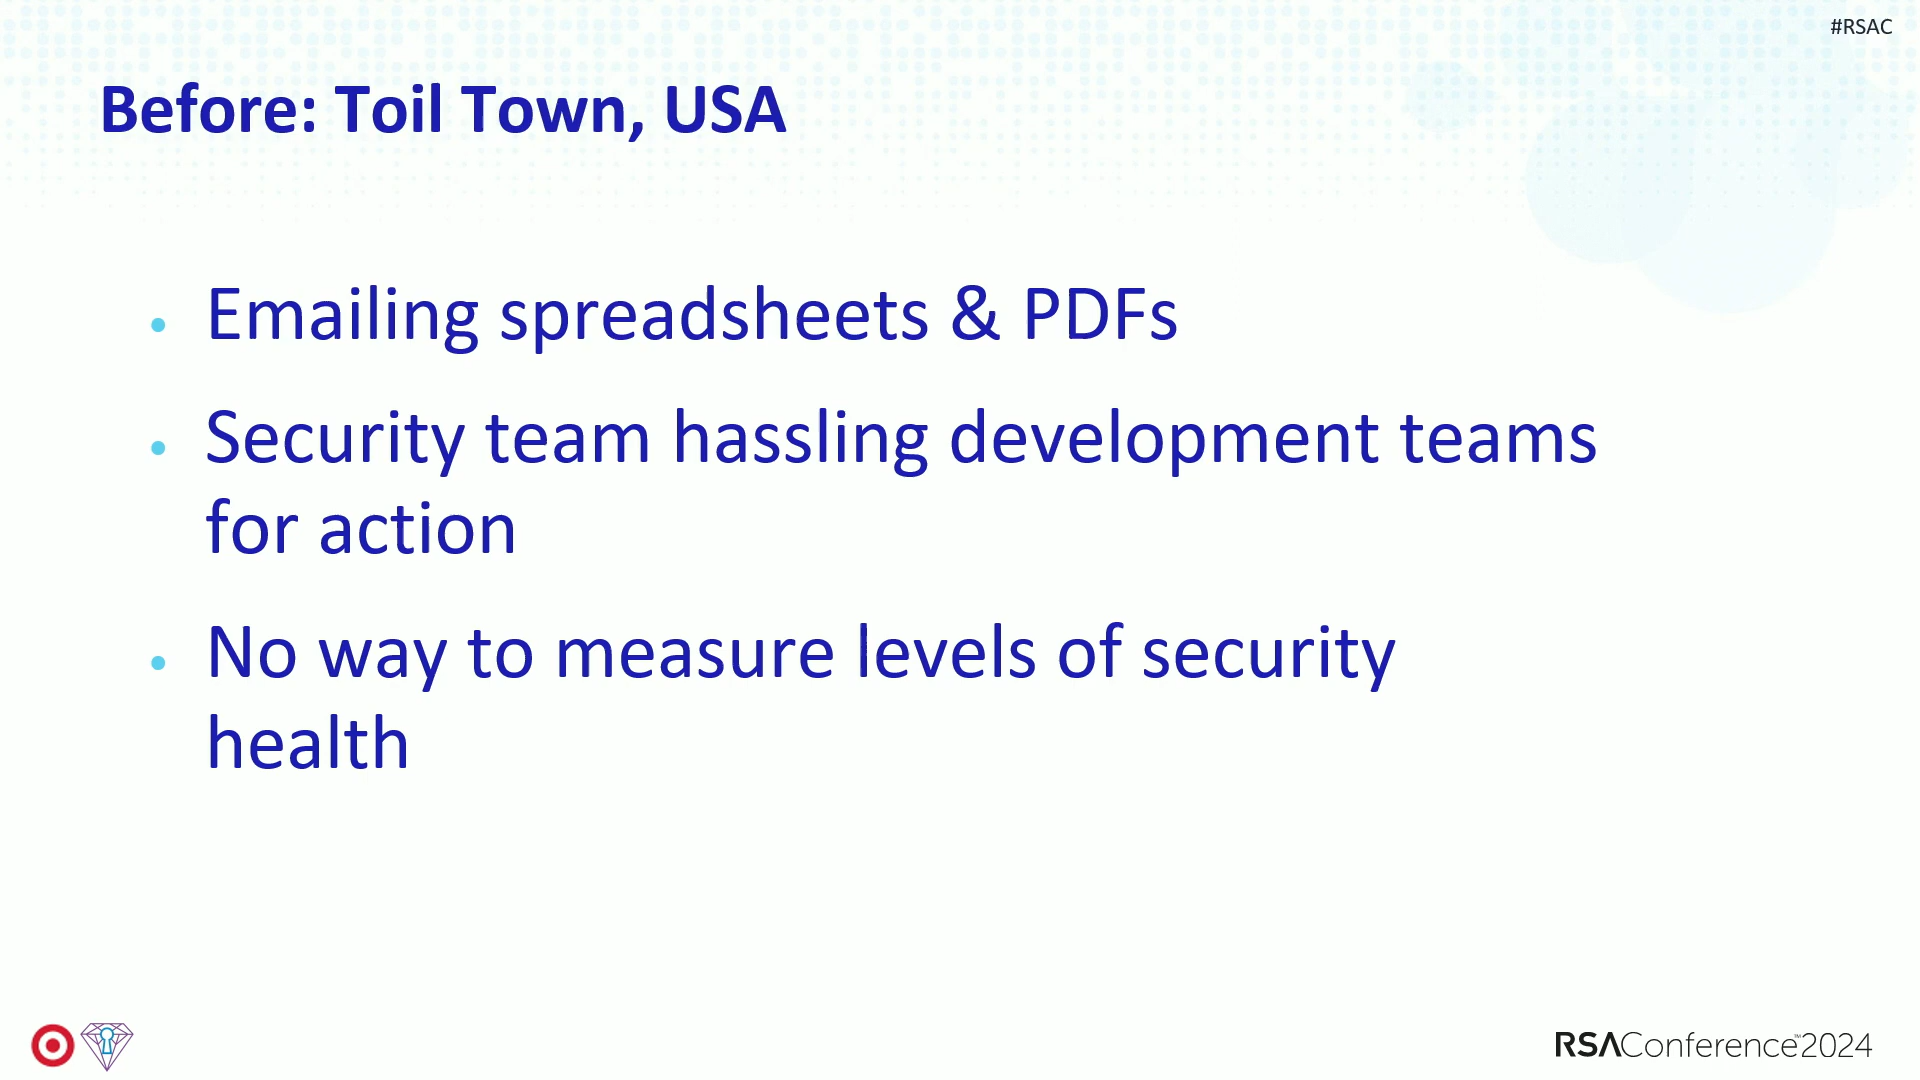 #RSAC
Before: Toil Town, USA
• Emailing spreadsheets & PDFs
• Security team hassling development teams
for action
• No way to measure levels of security
health
RSAConference™2024